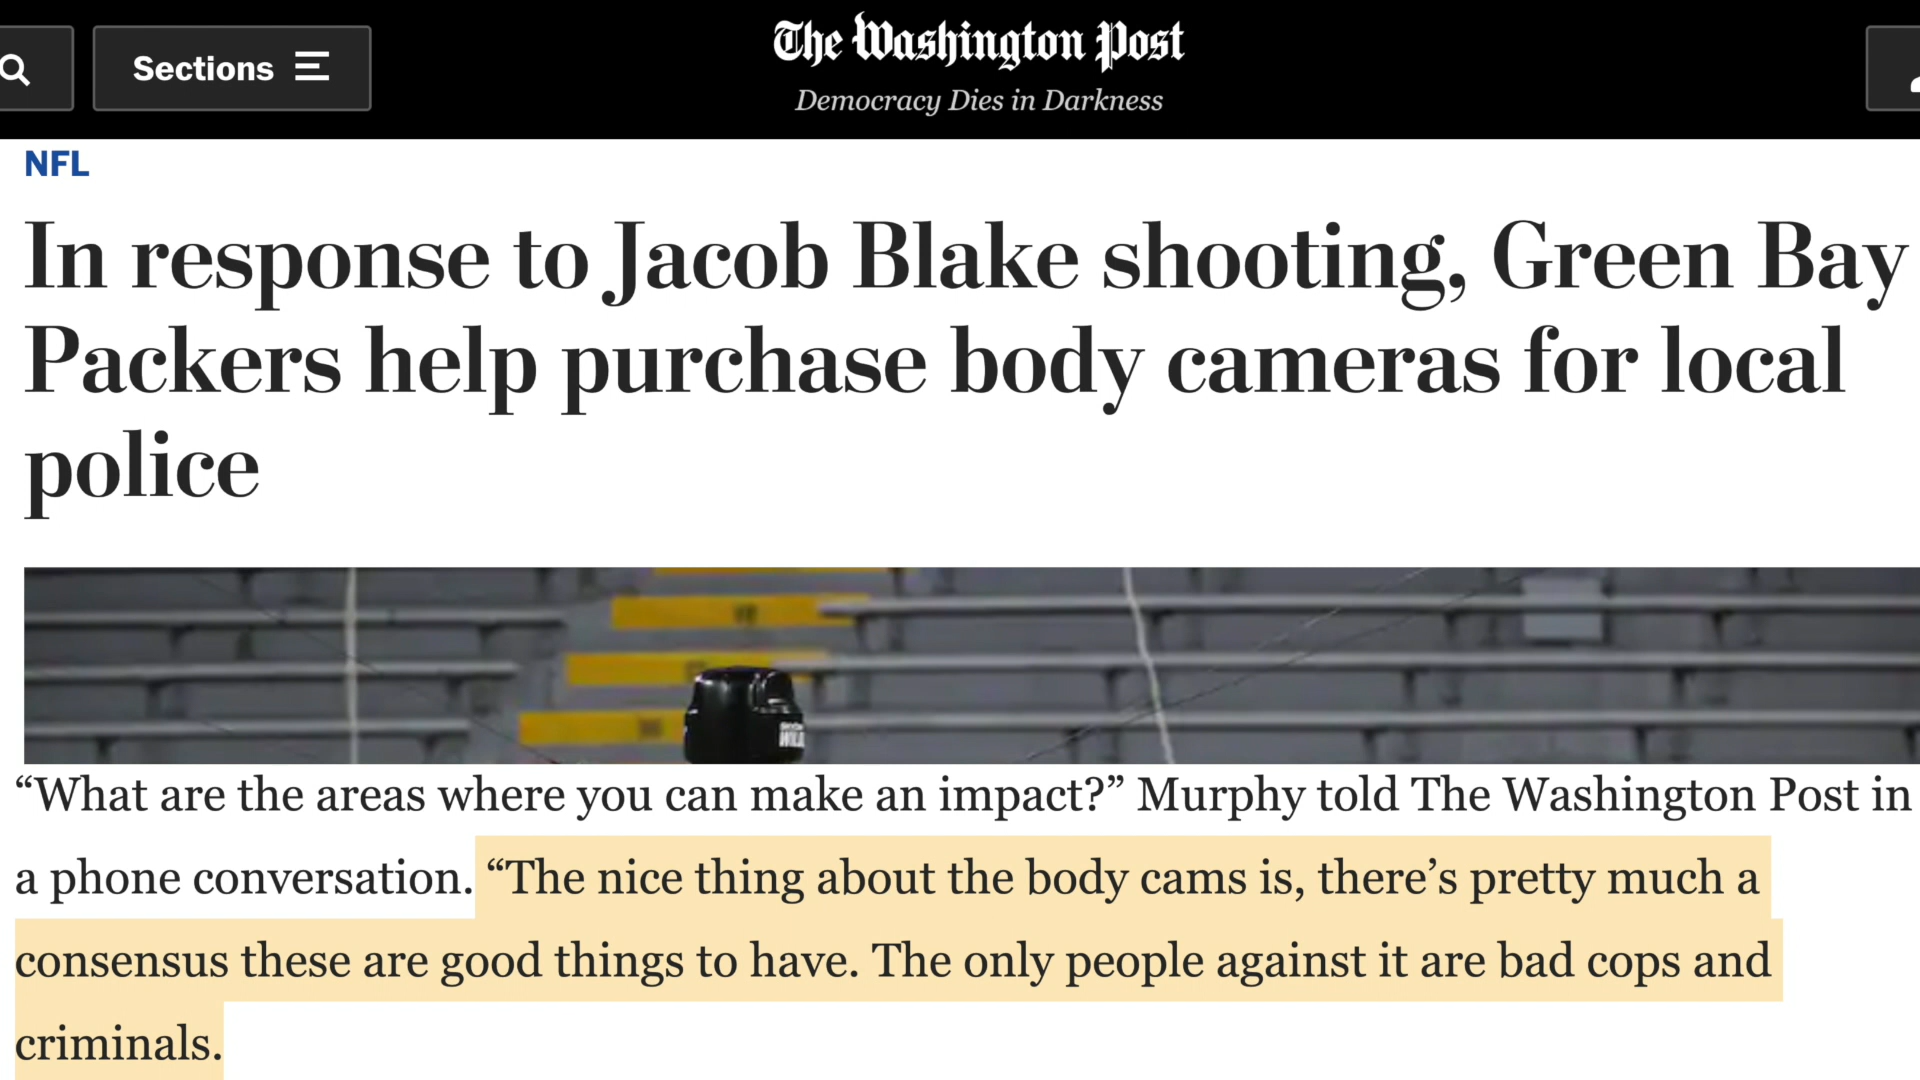 Sections
The Washington Post
Democracy Dies in Darkness
NFL
In response to Jacob Blake shooting, Green Bay
Packers help purchase body cameras for local
police
“What are the areas where you can make an impact?” Murphy told The Washington Post in
a phone conversation. “The nice thing about the body cams is, there’s pretty much a
consensus these are good things to have. The only people against it are bad cops and
criminals.